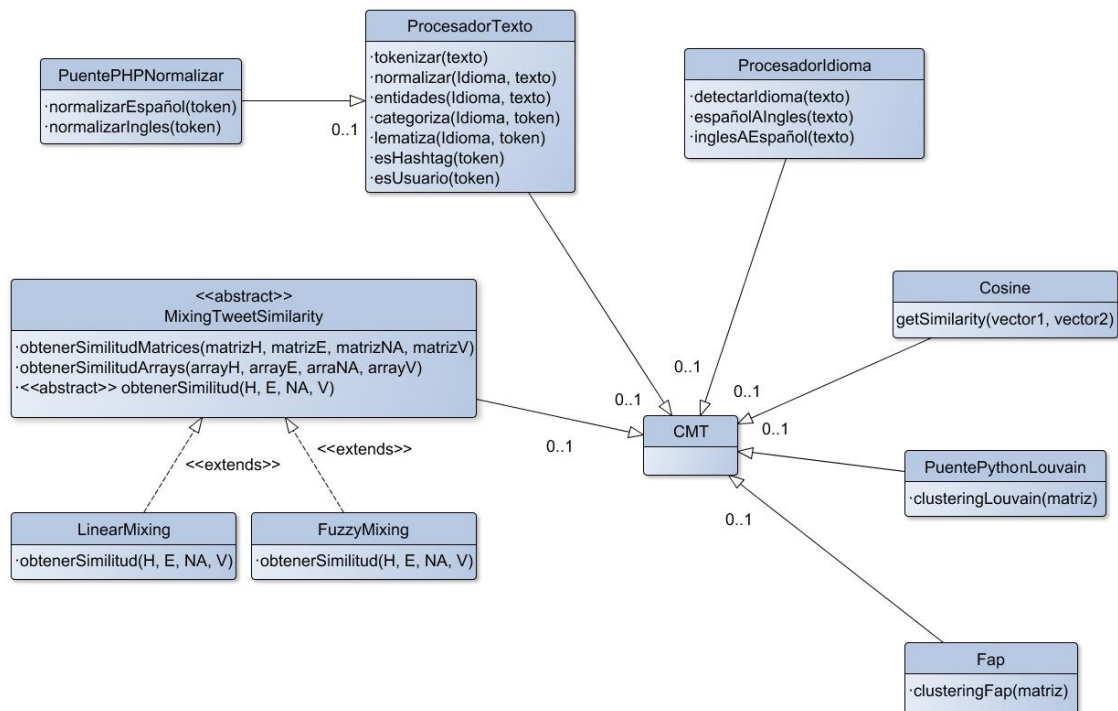 ProcesadorTexto
·tokenizar(texto)
·normalizar(Idioma, texto)
·entidades(Idioma, texto)
·categoriza(Idioma, token)
·lematiza(Idioma, token)
·esHashtag(token)
·esUsuario(token)
PuentePHPNormalizar
·normalizarEspañol(token)
·normalizarIngles(token)
0..1
ProcesadorIdioma
·detectarIdioma(texto)
·españolAIngles(texto)
·inglesAEspañol(texto)
<<abstract>>
MixingTweetSimilarity
·obtenerSimilitudMatrices(matrizH, matrizE, matrizNA, matrizV)
·obtenerSimilitudArrays(arrayH, arrayE, arraNA, arrayV)
·<<abstract>> obtenerSimilitud(H, E, NA, V)
Cosine
getSimilarity(vector1, vector2)
0..1
0..1
0..1
0..1
0..1
CMT
<<extends>>
<<extends>>
PuentePythonLouvain
·clusteringLouvain(matriz)
0..1
LinearMixing
·obtenerSimilitud(H, E, NA, V)
FuzzyMixing
·obtenerSimilitud(H, E, NA, V)
Fap
·clusteringFap(matriz)